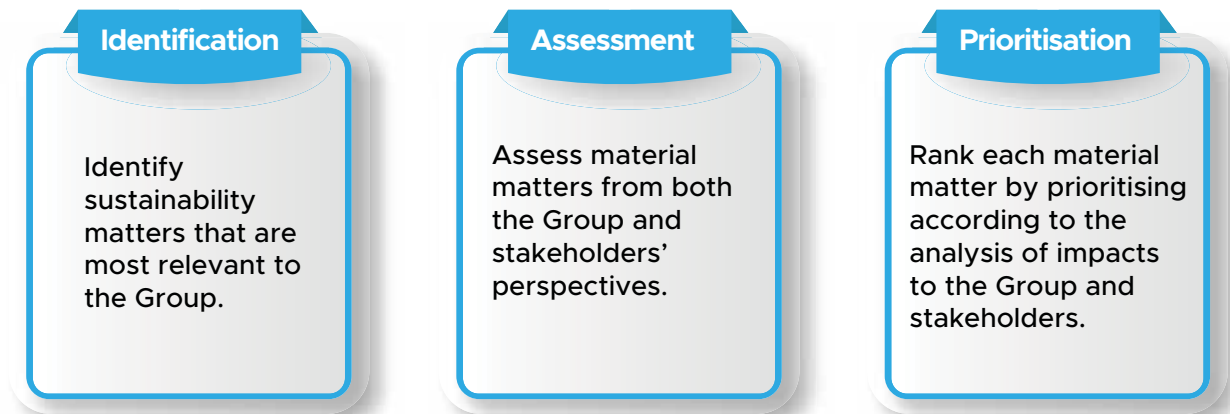 Identification
Identify
sustainability
matters that are
most relevant to
the Group.
Assessment
Assess material
matters from both
the Group and
stakeholders’
perspectives.
Prioritisation
Rank each material
matter by prioritising
according to the
analysis of impacts
to the Group and
stakeholders.